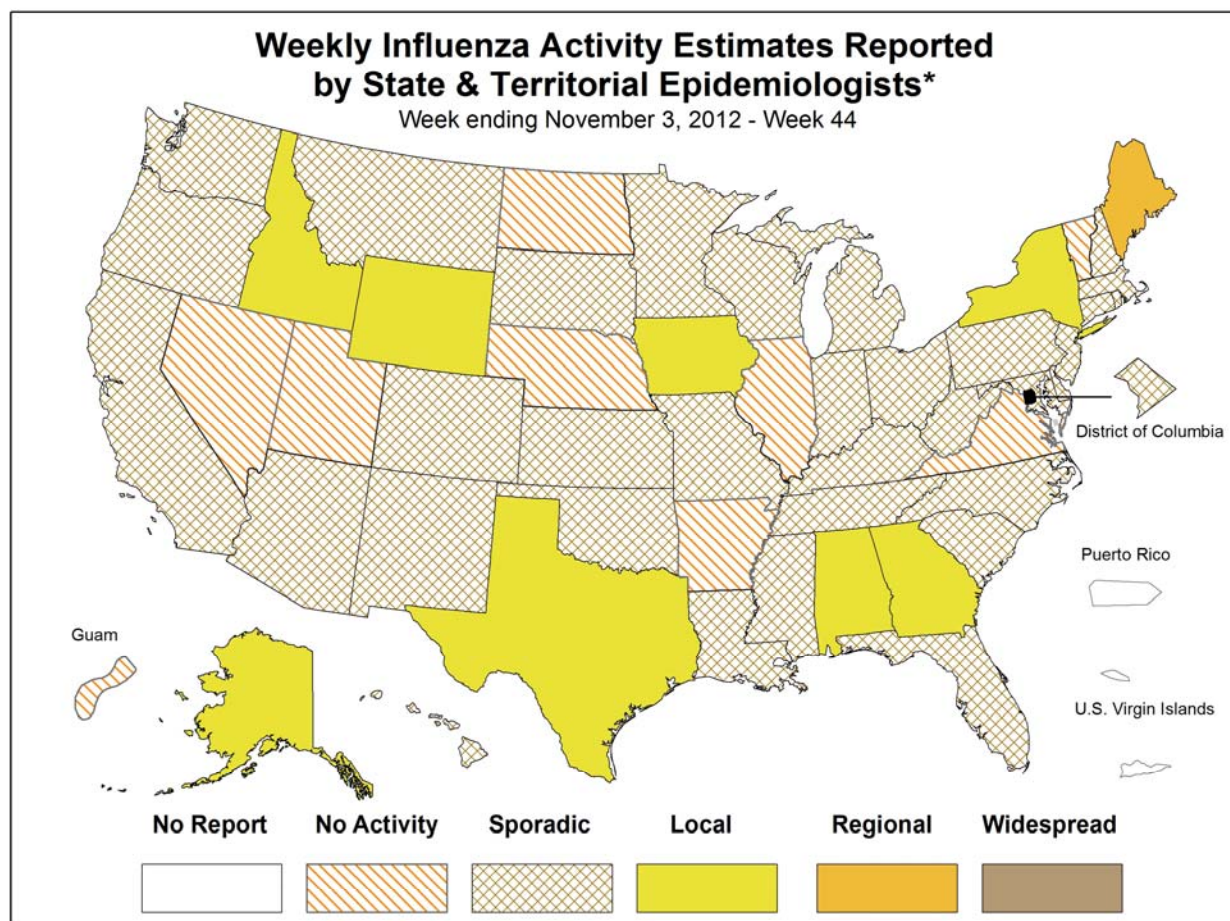 Weekly Influenza Activity Estimates Reported
by State & Territorial Epidemiologists*
Week ending November 3, 2012 - Week 44
District of Columbia
Puerto Rico
Guam
U.S. Virgin Islands
No Report No Activity Sporadic Local Regional Widespread